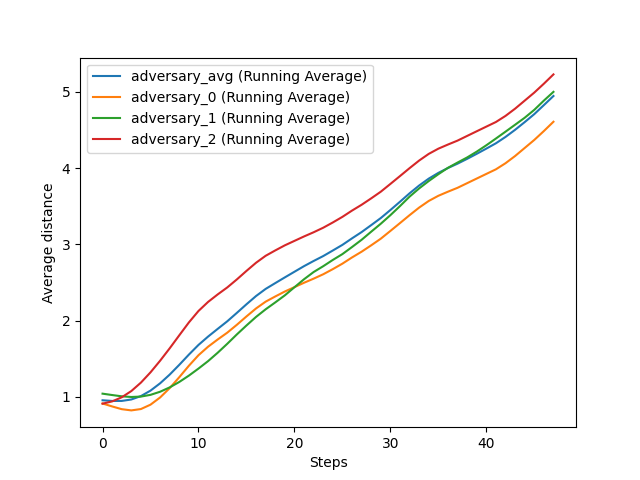 adversary_avg (Running Average)
adversary_0 (Running Average)
adversary_1 (Running Average)
adversary_2 (Running Average)
5
4
3
2
1
Average distance
0
10
20
30
40
Steps